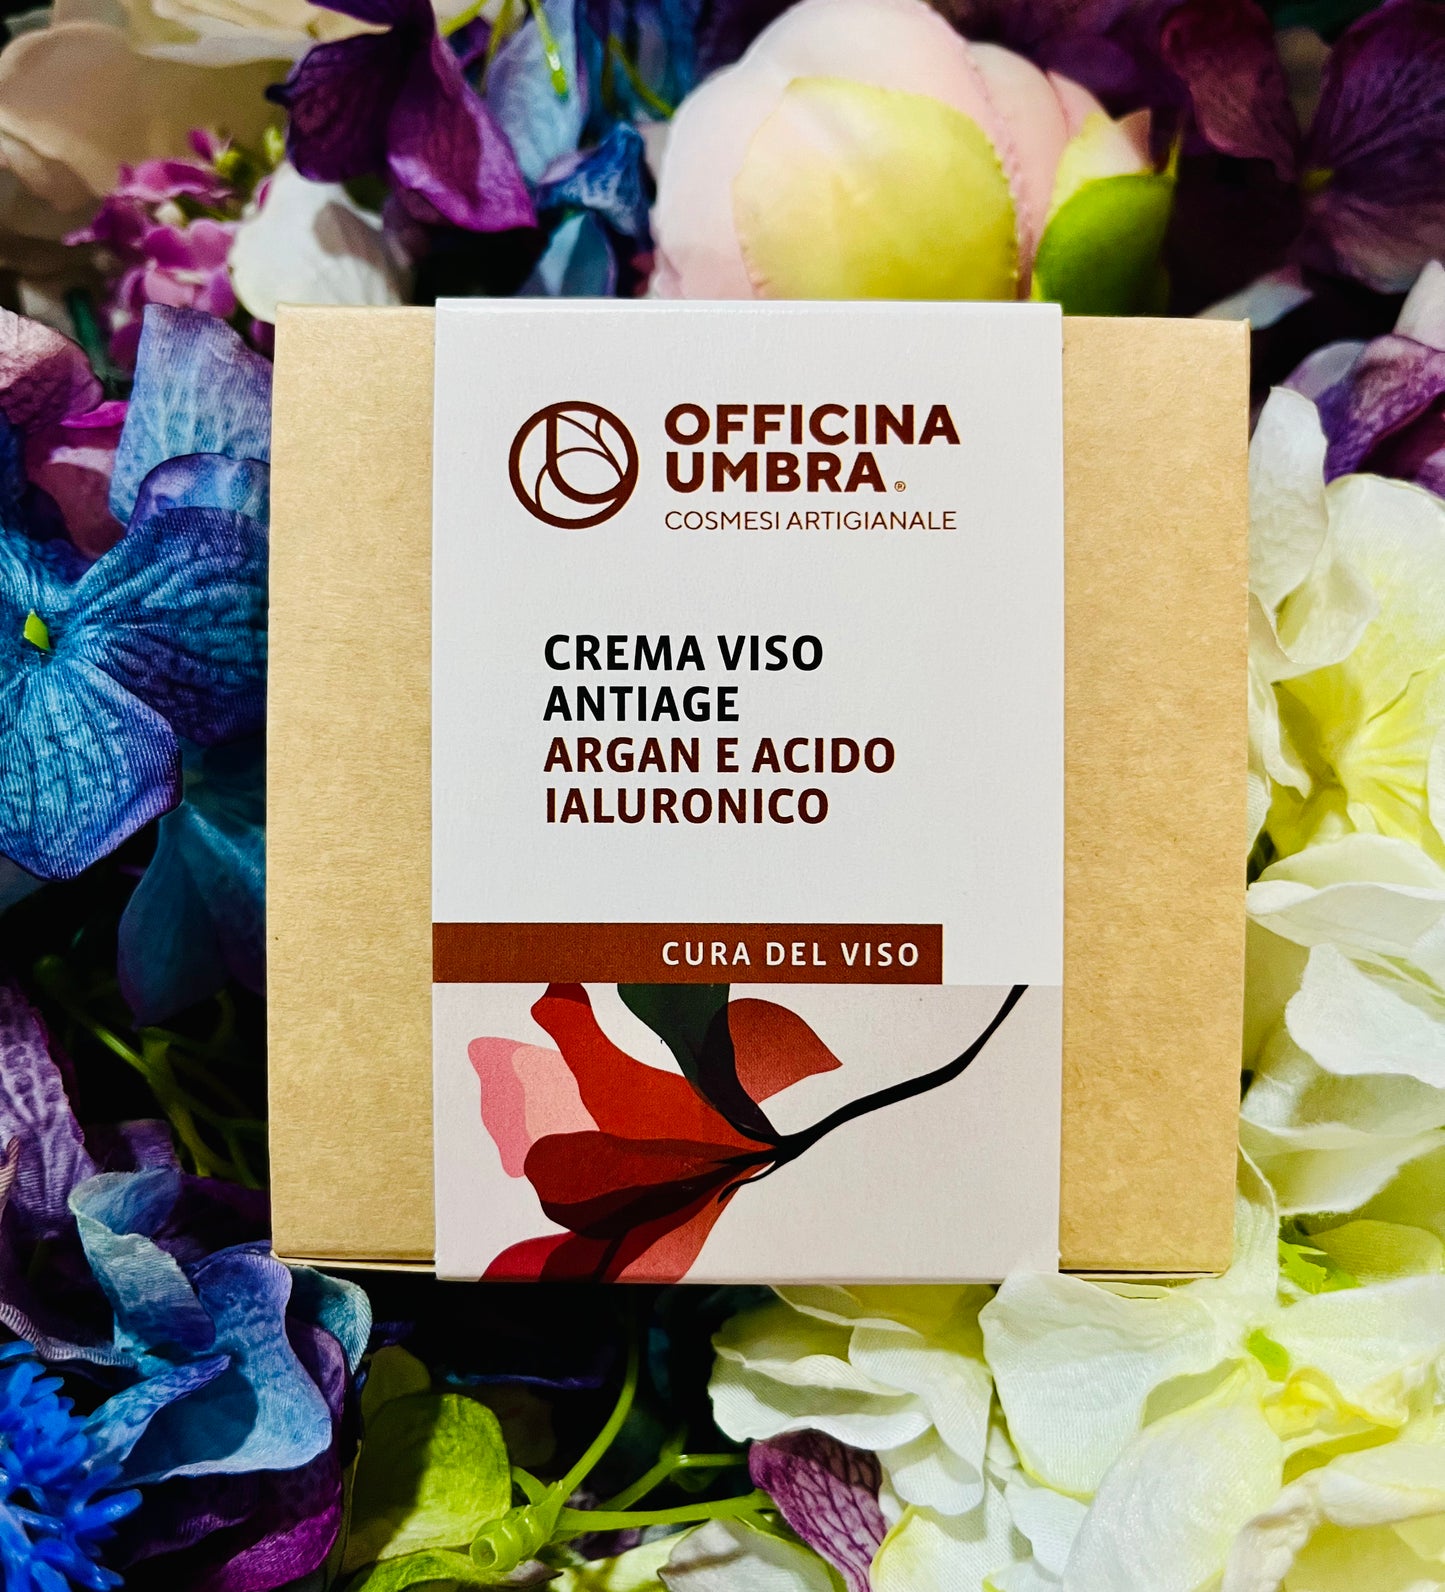 OFFICINA
UMBRA®
COSMESI ARTIGIANALE
CREMA VISO
ANTIAGE
ARGAN E ACIDO
IALURONICO
CURA DEL VISO